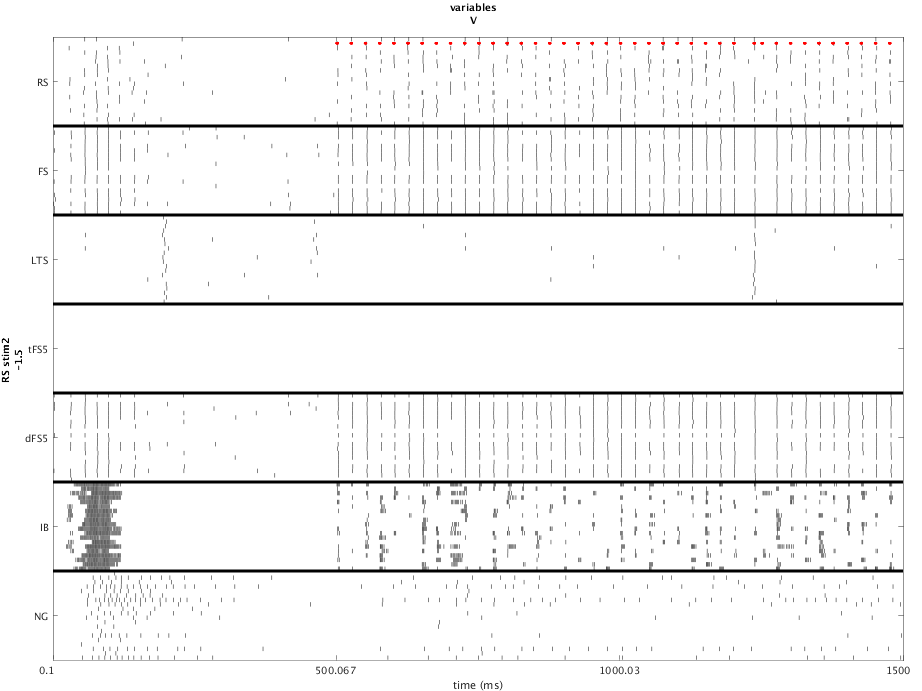 variables
V
RS
FS
LTS
tFS5
dFS5
IB
NG
RS stim2
-1.5
0.1
500.067
1000.03
1500
time (ms)